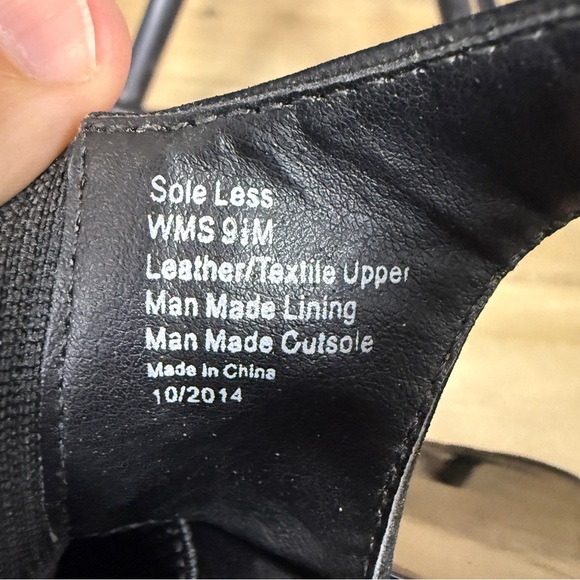 Sole Less
WMS 9½M
Leather/Textile Upper
Man Made Lining
Man Made Outsole
Made In China
10/2014